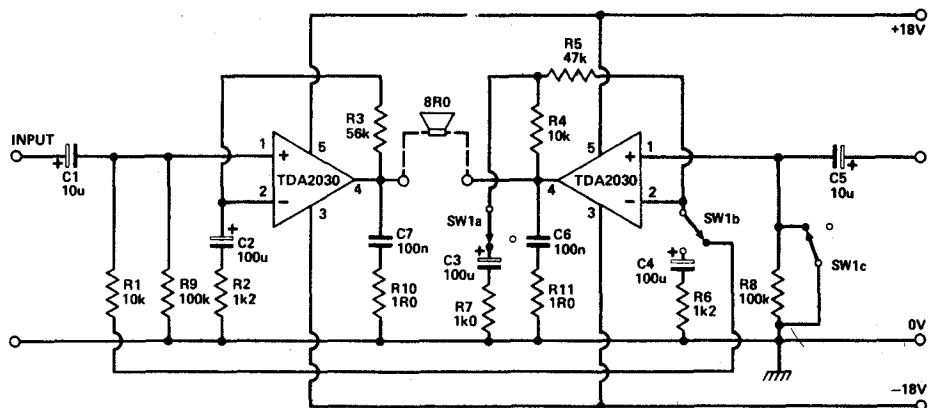 +18V
R5
47k
8R0
R3
56k
R4
10k
INPUT
+
C1
10u
1
+
5
TDA2030
4
2
−
3
5
+
1
TDA2030
4
−
2
3
+
C5
10u
SW1a
SW1b
SW1c
+
C2
100u
C7
100n
+
C3
100u
C6
100n
+
C4
100u
R1
10k
R9
100k
R2
1k2
R10
1R0
R7
1k0
R11
1R0
R6
1k2
R8
100k
0V
−18V